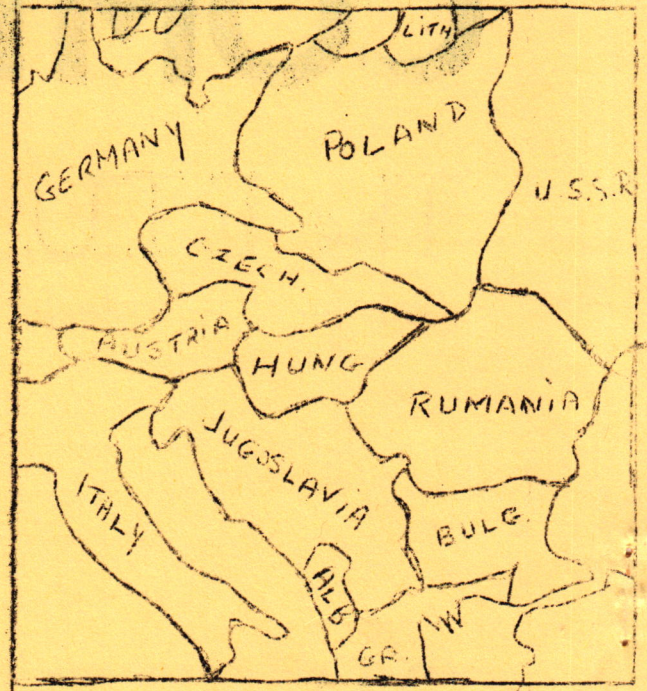 LITH
POLAND
GERMANY
U.S.S.R
CZECH.
AUSTRIA
HUNG
RUMANIA
JUGOSLAVIA
ITALY
BULG.
ALB
GR.